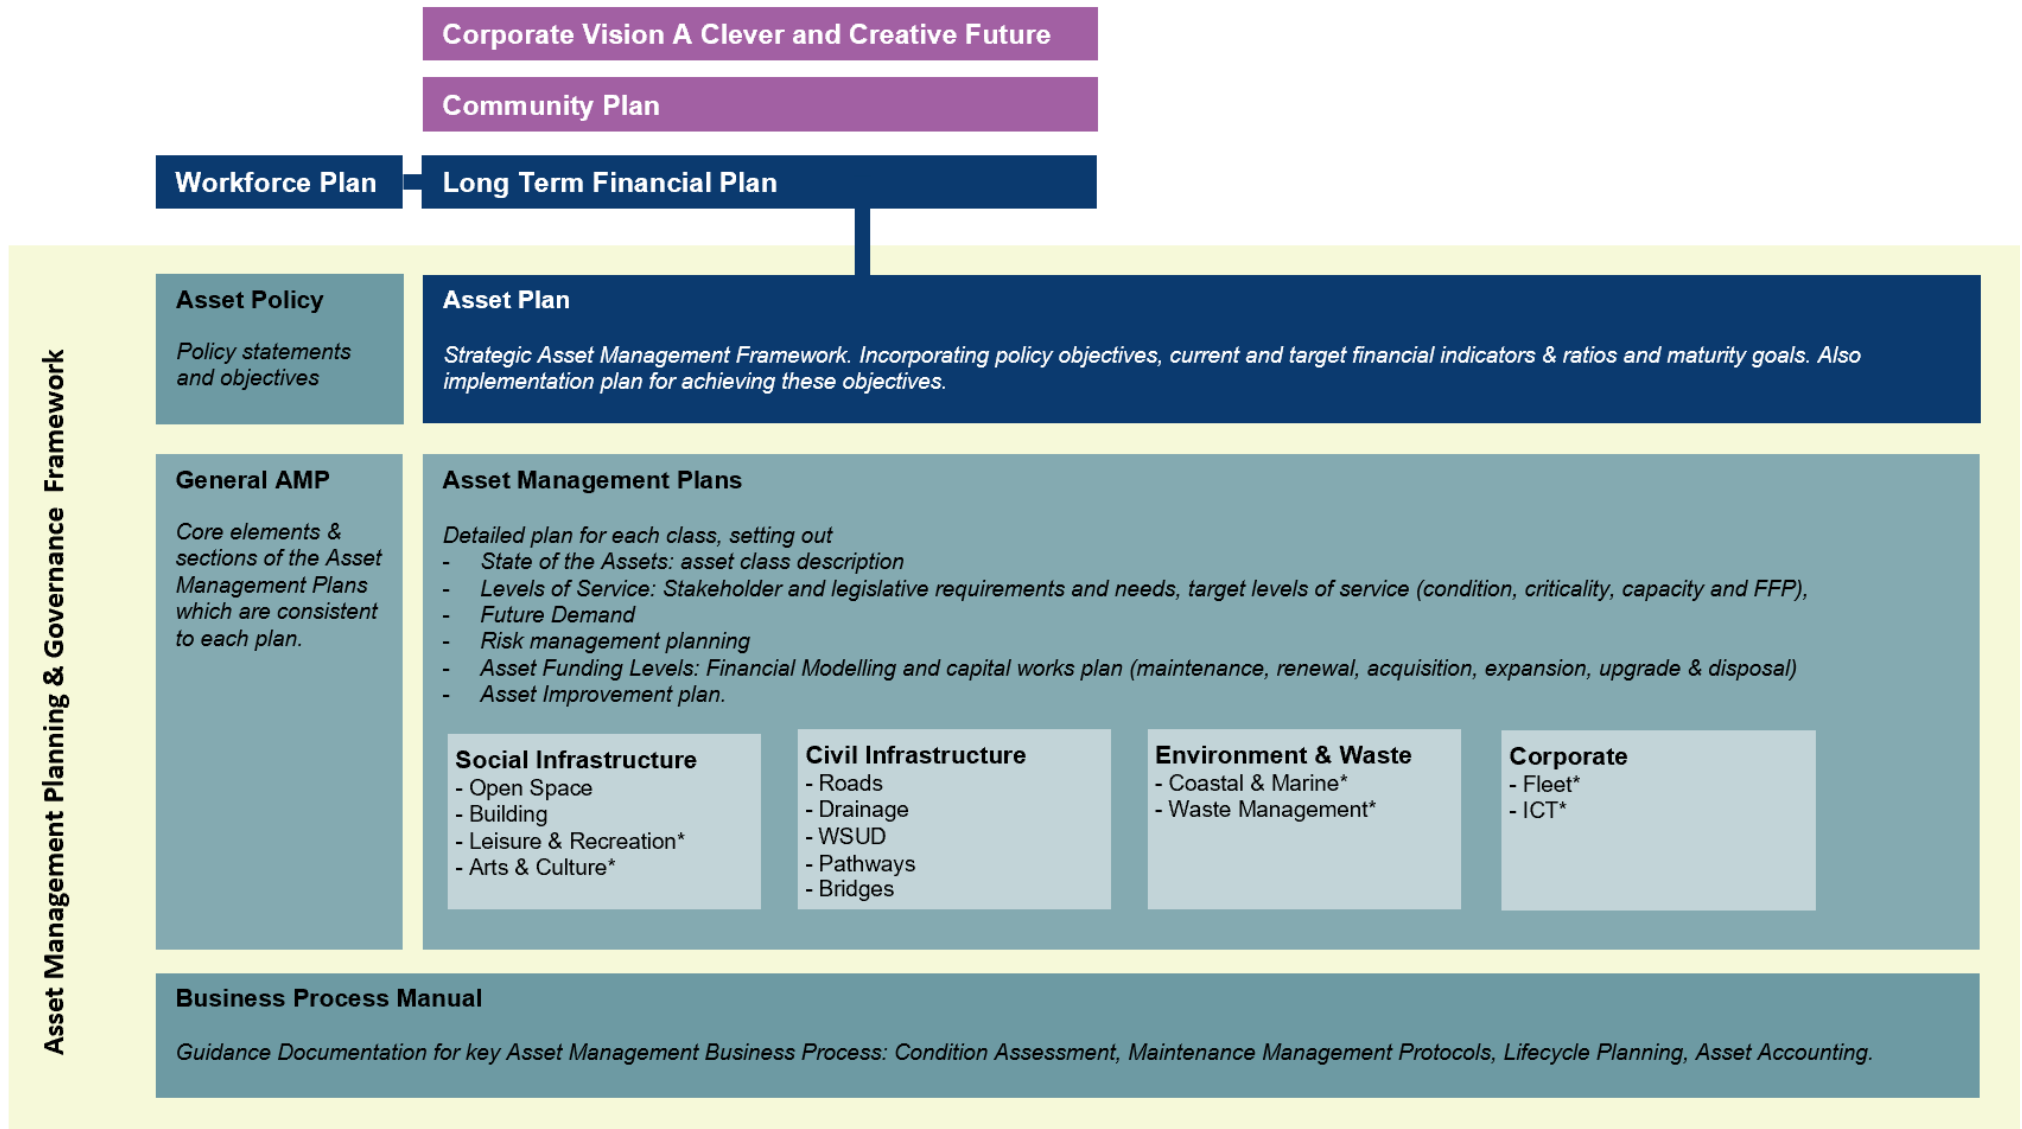 Corporate Vision A Clever and Creative Future
Community Plan
Workforce Plan
Long Term Financial Plan
Asset Management Planning & Governance Framework
Asset Policy
Policy statements
and objectives
Asset Plan
Strategic Asset Management Framework. Incorporating policy objectives, current and target financial indicators & ratios and maturity goals. Also
implementation plan for achieving these objectives.
General AMP
Core elements &
sections of the Asset
Management Plans
which are consistent
to each plan.
Asset Management Plans
Detailed plan for each class, setting out
- State of the Assets: asset class description
- Levels of Service: Stakeholder and legislative requirements and needs, target levels of service (condition, criticality, capacity and FFP),
- Future Demand
- Risk management planning
- Asset Funding Levels: Financial Modelling and capital works plan (maintenance, renewal, acquisition, expansion, upgrade & disposal)
- Asset Improvement plan.
Social Infrastructure
- Open Space
- Building
- Leisure & Recreation*
- Arts & Culture*
Civil Infrastructure
- Roads
- Drainage
- WSUD
- Pathways
- Bridges
Environment & Waste
- Coastal & Marine*
- Waste Management*
Corporate
- Fleet*
- ICT*
Business Process Manual
Guidance Documentation for key Asset Management Business Process: Condition Assessment, Maintenance Management Protocols, Lifecycle Planning, Asset Accounting.